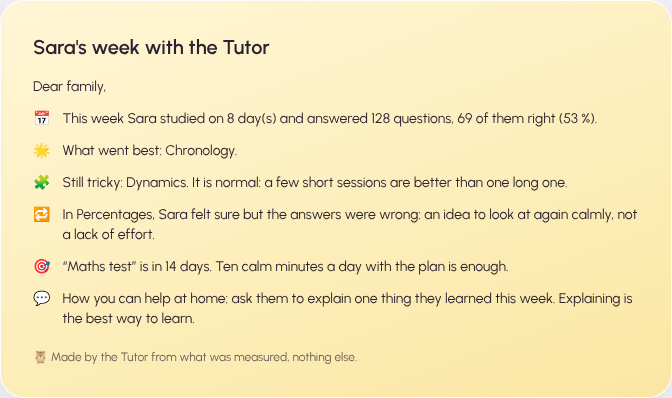 Sara's week with the Tutor
Dear family,
📅 This week Sara studied on 8 day(s) and answered 128 questions, 69 of them right (53 %).
🌟 What went best: Chronology.
🧩 Still tricky: Dynamics. It is normal: a few short sessions are better than one long one.
🔁 In Percentages, Sara felt sure but the answers were wrong: an idea to look at again calmly, not
a lack of effort.
🎯 “Maths test” is in 14 days. Ten calm minutes a day with the plan is enough.
💬 How you can help at home: ask them to explain one thing they learned this week. Explaining is
the best way to learn.
🦉 Made by the Tutor from what was measured, nothing else.